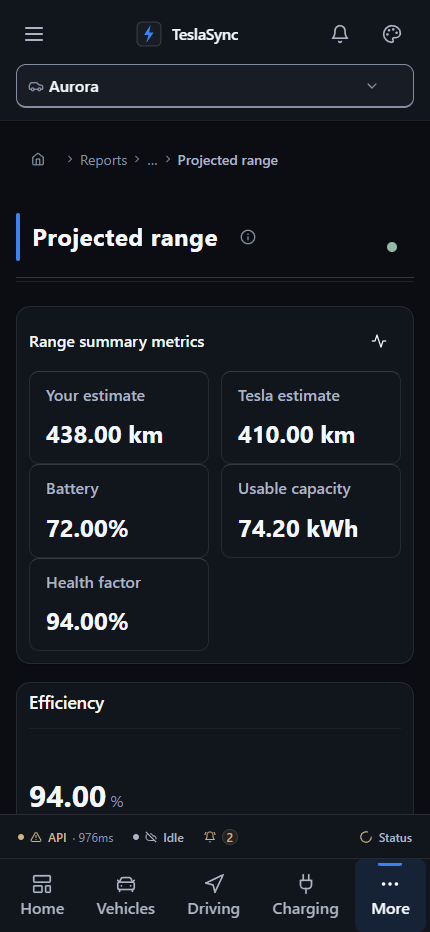 TeslaSync
Aurora
Reports > ... > Projected range
Projected range
Range summary metrics
Your estimate
438.00 km
Tesla estimate
410.00 km
Battery
72.00%
Usable capacity
74.20 kWh
Health factor
94.00%
Efficiency
94.00 %
API · 976ms
Idle
2
Status
Home
Vehicles
Driving
Charging
More